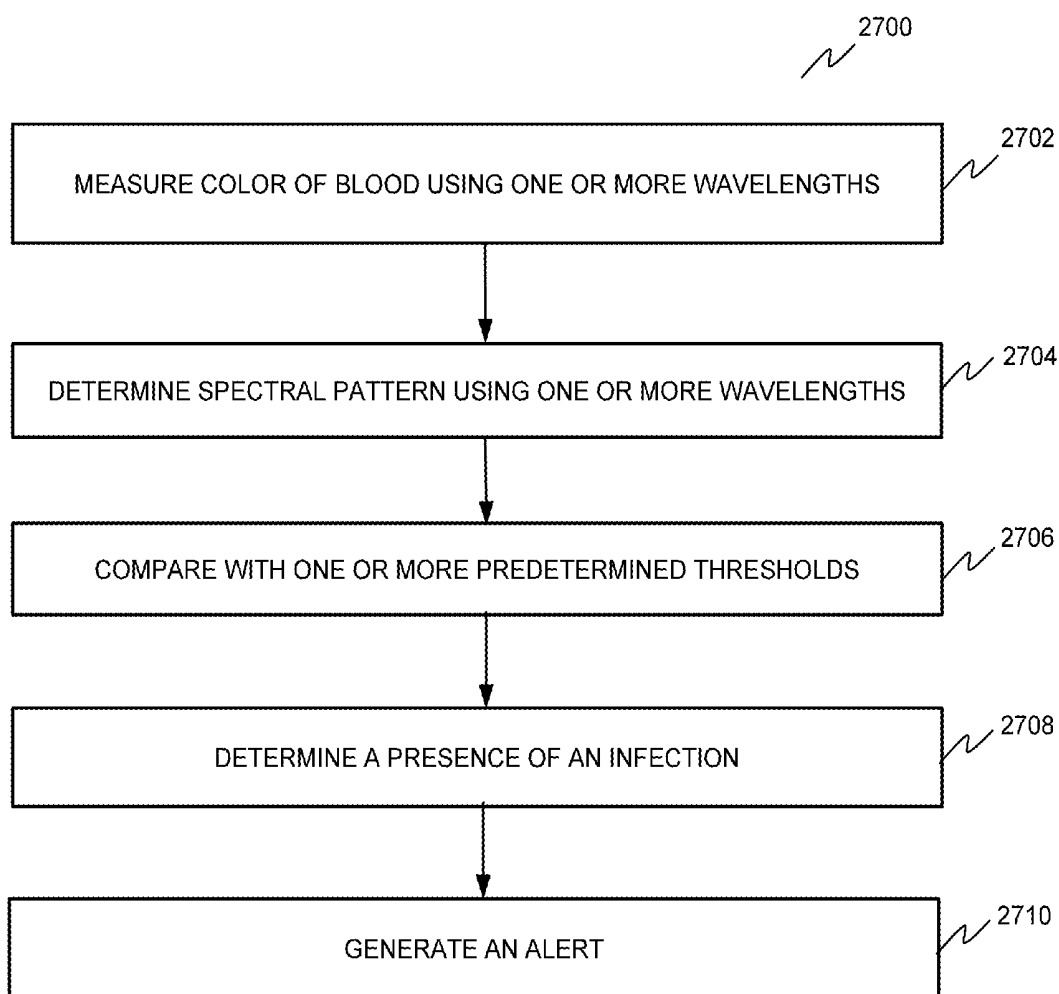 2700
2702
MEASURE COLOR OF BLOOD USING ONE OR MORE WAVELENGTHS
2704
DETERMINE SPECTRAL PATTERN USING ONE OR MORE WAVELENGTHS
2706
COMPARE WITH ONE OR MORE PREDETERMINED THRESHOLDS
2708
DETERMINE A PRESENCE OF AN INFECTION
2710
GENERATE AN ALERT